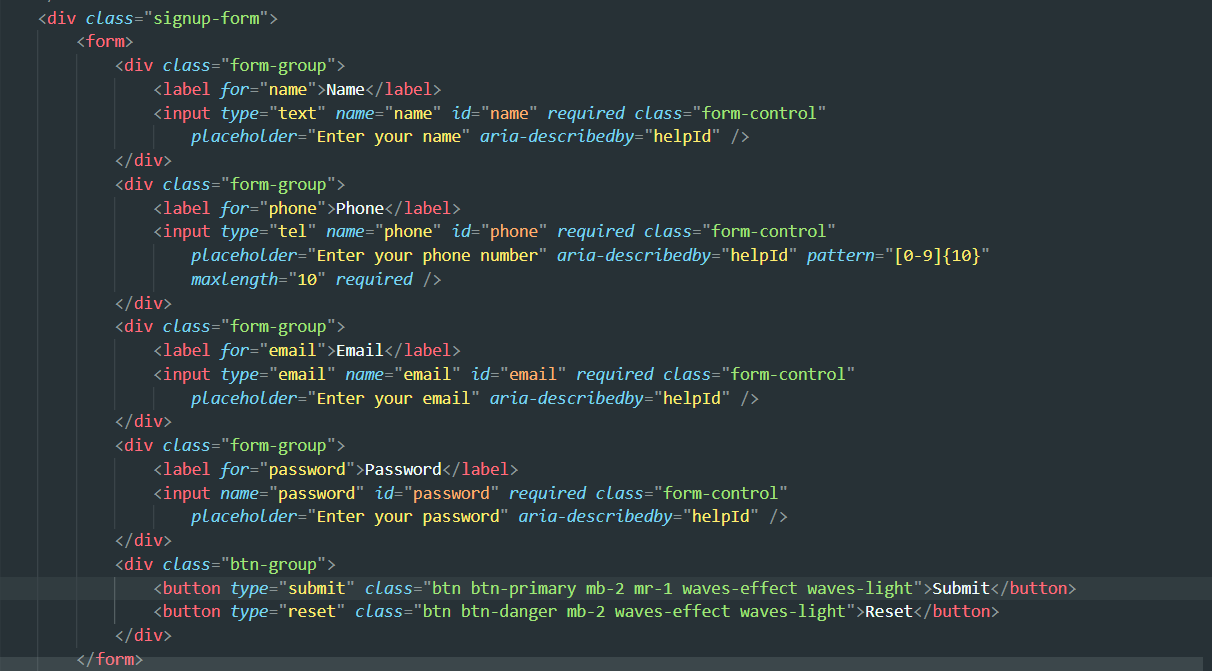 <div class="signup-form">
<form>
<div class="form-group">
<label for="name">Name</label>
<input type="text" name="name" id="name" required class="form-control"
placeholder="Enter your name" aria-describedby="helpId" />
</div>
<div class="form-group">
<label for="phone">Phone</label>
<input type="tel" name="phone" id="phone" required class="form-control"
placeholder="Enter your phone number" aria-describedby="helpId" pattern="[0-9]{10}"
maxlength="10" required />
</div>
<div class="form-group">
<label for="email">Email</label>
<input type="email" name="email" id="email" required class="form-control"
placeholder="Enter your email" aria-describedby="helpId" />
</div>
<div class="form-group">
<label for="password">Password</label>
<input name="password" id="password" required class="form-control"
placeholder="Enter your password" aria-describedby="helpId" />
</div>
<div class="btn-group">
<button type="submit" class="btn btn-primary mb-2 mr-1 waves-effect waves-light">Submit</button>
<button type="reset" class="btn btn-danger mb-2 waves-effect waves-light">Reset</button>
</div>
</form>